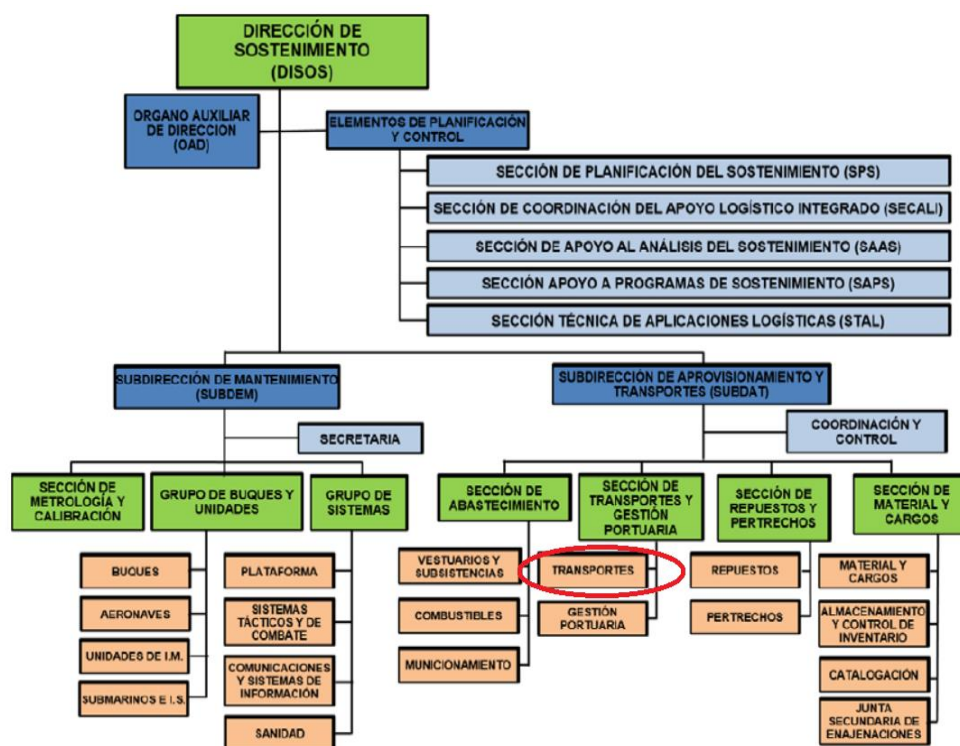 DIRECCIÓN DE
SOSTENIMIENTO
(DISOS)
ORGANO AUXILIAR
DE DIRECCION
(OAD)
ELEMENTOS DE PLANIFICACIÓN
Y CONTROL
SECCIÓN DE PLANIFICACIÓN DEL SOSTENIMIENTO (SPS)
SECCIÓN DE COORDINACIÓN DEL APOYO LOGÍSTICO INTEGRADO (SECALI)
SECCIÓN DE APOYO AL ANÁLISIS DEL SOSTENIMIENTO (SAAS)
SECCIÓN APOYO A PROGRAMAS DE SOSTENIMIENTO (SAPS)
SECCIÓN TÉCNICA DE APLICACIONES LOGÍSTICAS (STAL)
SUBDIRECCIÓN DE MANTENIMIENTO
(SUBDEM)
SUBDIRECCIÓN DE APROVISIONAMIENTO Y
TRANSPORTES (SUBDAT)
SECRETARIA
COORDINACIÓN Y
CONTROL
SECCIÓN DE
METROLOGÍA Y
CALIBRACIÓN
GRUPO DE BUQUES Y
UNIDADES
GRUPO DE
SISTEMAS
SECCIÓN DE
ABASTECIMIENTO
SECCIÓN DE
TRANSPORTES Y
GESTIÓN
PORTUARIA
SECCIÓN DE
REPUESTOS Y
PERTRECHOS
SECCIÓN DE
MATERIAL Y
CARGOS
BUQUES
AERONAVES
UNIDADES DE I.M.
SUBMARINOS E I.S.
PLATAFORMA
SISTEMAS
TÁCTICOS Y DE
COMBATE
COMUNICACIONES
Y SISTEMAS DE
INFORMACIÓN
SANIDAD
VESTUARIOS Y
SUBSISTENCIAS
COMBUSTIBLES
MUNICIONAMIENTO
TRANSPORTES
GESTIÓN
PORTUARIA
REPUESTOS
PERTRECHOS
MATERIAL Y
CARGOS
ALMACENAMIENTO
Y CONTROL DE
INVENTARIO
CATALOGACIÓN
JUNTA
SECUNDARIA DE
ENAJENACIONES